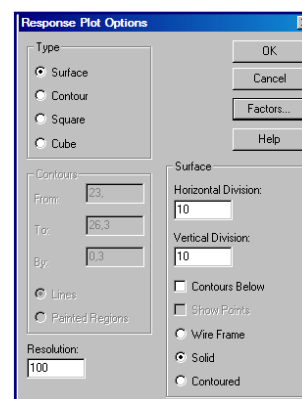 Response Plot Options
Type
Surface
Contour
Square
Cube
OK
Cancel
Factors...
Help
Contours
From: 23,
To: 26,3
By: 0,3
Lines
Painted Regions
Resolution:
100
Surface
Horizontal Division:
10
Vertical Division:
10
Contours Below
Show Points
Wire Frame
Solid
Contoured